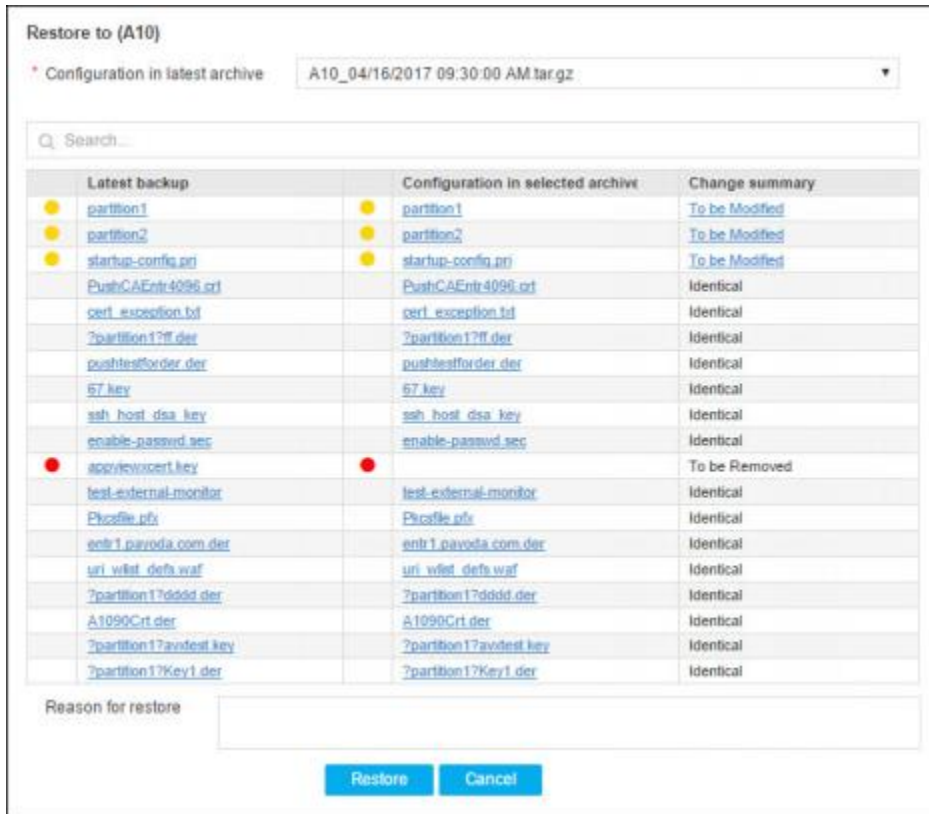 Restore to (A10)
* Configuration in latest archive A10_04/16/2017 09:30:00 AM.tar.gz
Search...
Latest backup Configuration in selected archive Change summary
partition1 partition1 To be Modified
partition2 partition2 To be Modified
startup-config.pri startup-config.pri To be Modified
PushCAEntr4096.crt PushCAEntr4096.crt Identical
cert_exception.txt cert_exception.txt Identical
?partition1?ff.der ?partition1?ff.der Identical
pushtestforder.der pushtestforder.der Identical
67.key 67.key Identical
ssh_host_dsa_key ssh_host_dsa_key Identical
enable-passwd.sec enable-passwd.sec Identical
appviewxcert.key To be Removed
test-external-monitor test-external-monitor Identical
Pkcsfile.pfx Pkcsfile.pfx Identical
entr1.pavoda.com.der entr1.pavoda.com.der Identical
uri_wlist_defs.waf uri_wlist_defs.waf Identical
?partition1?dddd.der ?partition1?dddd.der Identical
A1090Crt.der A1090Crt.der Identical
?partition1?avxtest.key ?partition1?avxtest.key Identical
?partition1?Key1.der ?partition1?Key1.der Identical
Reason for restore
Restore Cancel